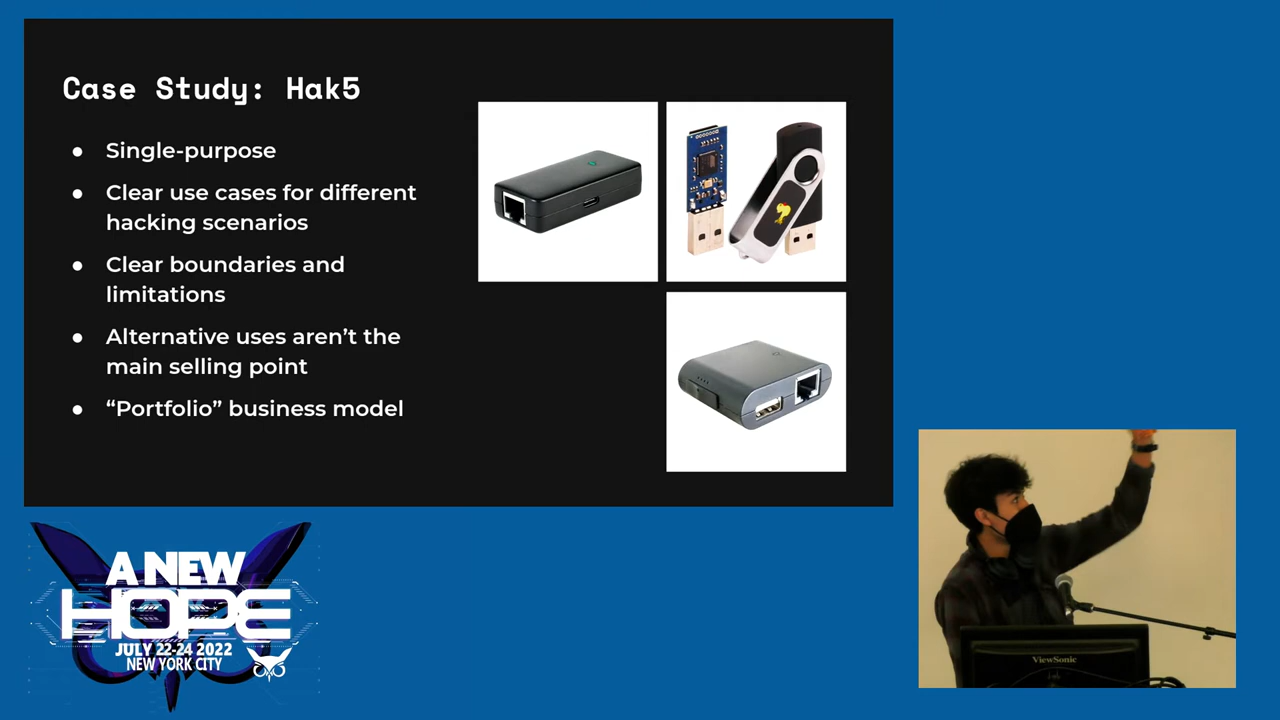 Case Study: Hak5
● Single-purpose
● Clear use cases for different
hacking scenarios
● Clear boundaries and
limitations
● Alternative uses aren’t the
main selling point
● “Portfolio” business model
A NEW
HOPE
JULY 22-24 2022
NEW YORK CITY
ViewSonic